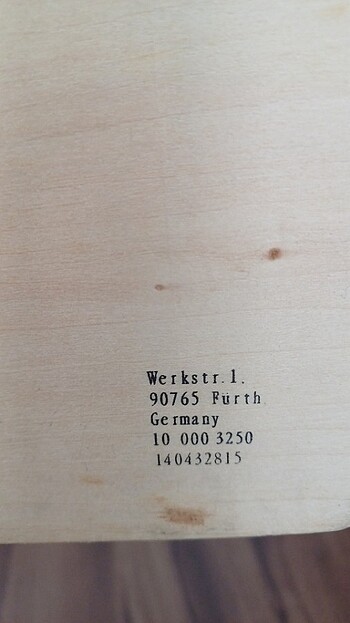 Werkstr.1.
90765 Fürth
Germany
10 000 3250
140432815